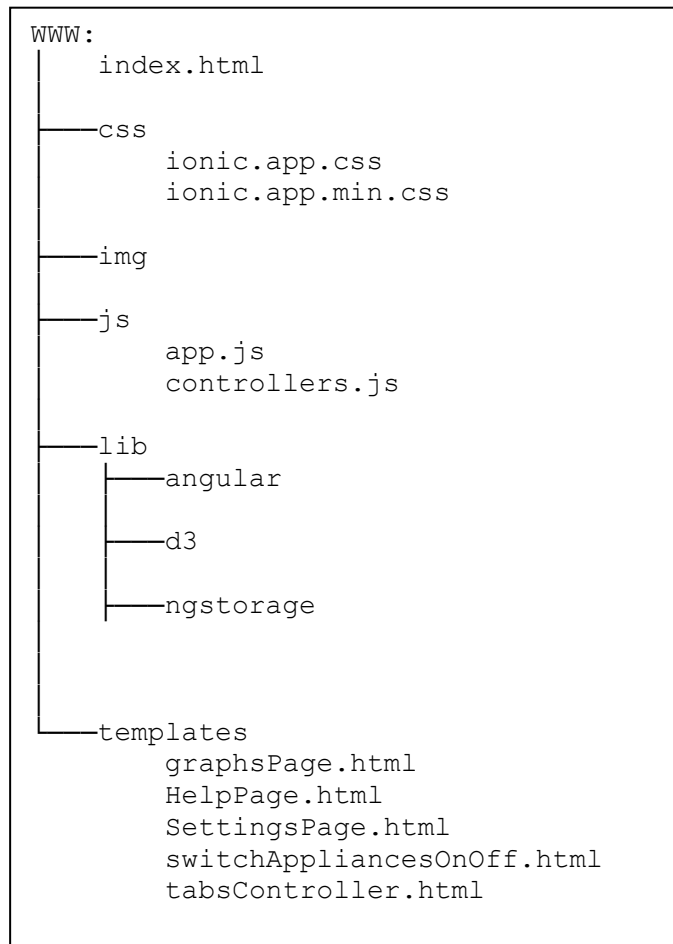 WWW:
index.html
css
ionic.app.css
ionic.app.min.css
img
js
app.js
controllers.js
lib
angular
d3
ngstorage
templates
graphsPage.html
HelpPage.html
SettingsPage.html
switchAppliancesOnOff.html
tabsController.html